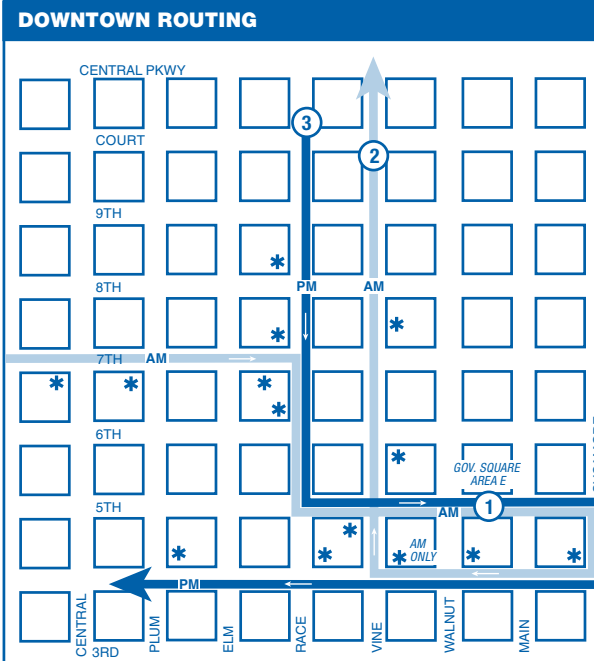 DOWNTOWN ROUTING
CENTRAL PKWY
3
COURT
2
9TH
8TH
PM
AM
7TH
AM
6TH
GOV. SQUARE
AREA E
5TH
1
AM
AM
ONLY
PM
CENTRAL
PLUM
ELM
RACE
VINE
WALNUT
MAIN
3RD